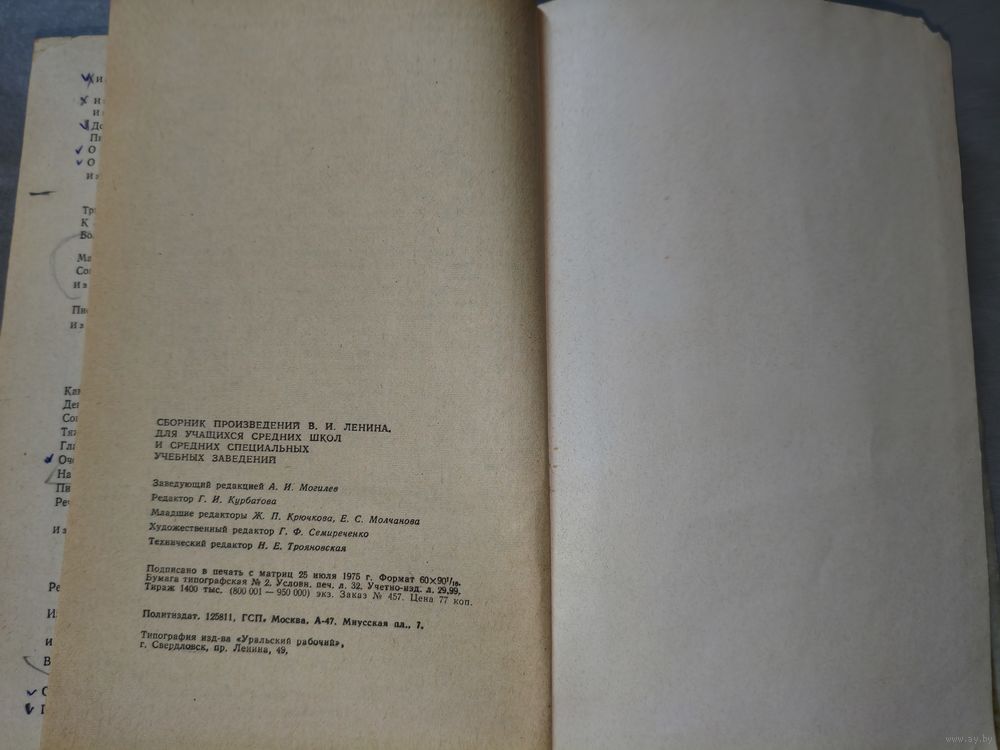 СБОРНИК ПРОИЗВЕДЕНИЙ В. И. ЛЕНИНА.
ДЛЯ УЧАЩИХСЯ СРЕДНИХ ШКОЛ
И СРЕДНИХ СПЕЦИАЛЬНЫХ
УЧЕБНЫХ ЗАВЕДЕНИЙ
Заведующий редакцией А. И. Могилев
Редактор Г. И. Курбатова
Младшие редакторы Ж. П. Крючкова, Е. С. Молчанова
Художественный редактор Г. Ф. Семиреченко
Технический редактор Н. Е. Трояновская
Подписано в печать с матриц 25 июля 1975 г. Формат 60×90¹/₁₆.
Бумага типографская № 2. Условн. печ. л. 32. Учетно-изд. л. 29,99.
Тираж 1400 тыс. (800 001 — 950 000) экз. Заказ № 457. Цена 77 коп.
Политиздат. 125811, ГСП, Москва, А-47, Миусская пл., 7.
Типография изд-ва «Уральский рабочий»,
г. Свердловск, пр. Ленина, 49.
www.ay.by